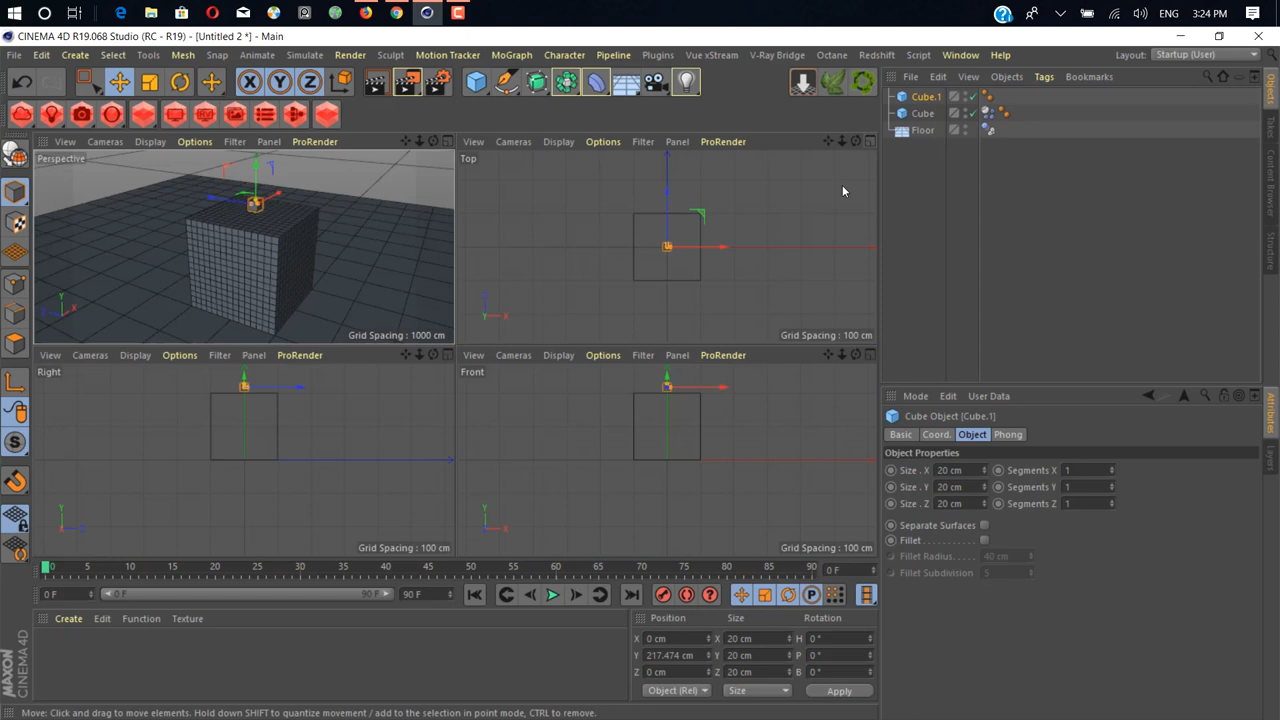 ENG 3:24 PM
CINEMA 4D R19.068 Studio (RC - R19) - [Untitled 2 *] - Main
File Edit Create Select Tools Mesh Snap Animate Simulate Render Sculpt Motion Tracker MoGraph Character Pipeline Plugins Vue xStream V-Ray Bridge Octane Redshift Script Window Help Layout: Startup (User)
File Edit View Objects Tags Bookmarks
Cube.1
Cube
Floor
View Cameras Display Options Filter Panel ProRender
Perspective
Grid Spacing : 1000 cm
View Cameras Display Options Filter Panel ProRender
Top
Grid Spacing : 100 cm
View Cameras Display Options Filter Panel ProRender
Right
Grid Spacing : 100 cm
View Cameras Display Options Filter Panel ProRender
Front
Grid Spacing : 100 cm
Objects
Takes
Content Browser
Structure
Mode Edit User Data
Cube Object [Cube.1]
Basic Coord. Object Phong
Object Properties
Size . X 20 cm Segments X 1
Size . Y 20 cm Segments Y 1
Size . Z 20 cm Segments Z 1
Separate Surfaces
Fillet
Fillet Radius 40 cm
Fillet Subdivision 5
Attributes
Layers
0 5 10 15 20 25 30 35 40 45 50 55 60 65 70 75 80 85 90 0 F
0 F 0 F 90 F 90 F
Create Edit Function Texture
Position Size Rotation
X 0 cm X 20 cm H 0 °
Y 217.474 cm Y 20 cm P 0 °
Z 0 cm Z 20 cm B 0 °
Object (Rel) Size Apply
MAXON CINEMA 4D
Move: Click and drag to move elements. Hold down SHIFT to quantize movement / add to the selection in point mode, CTRL to remove.